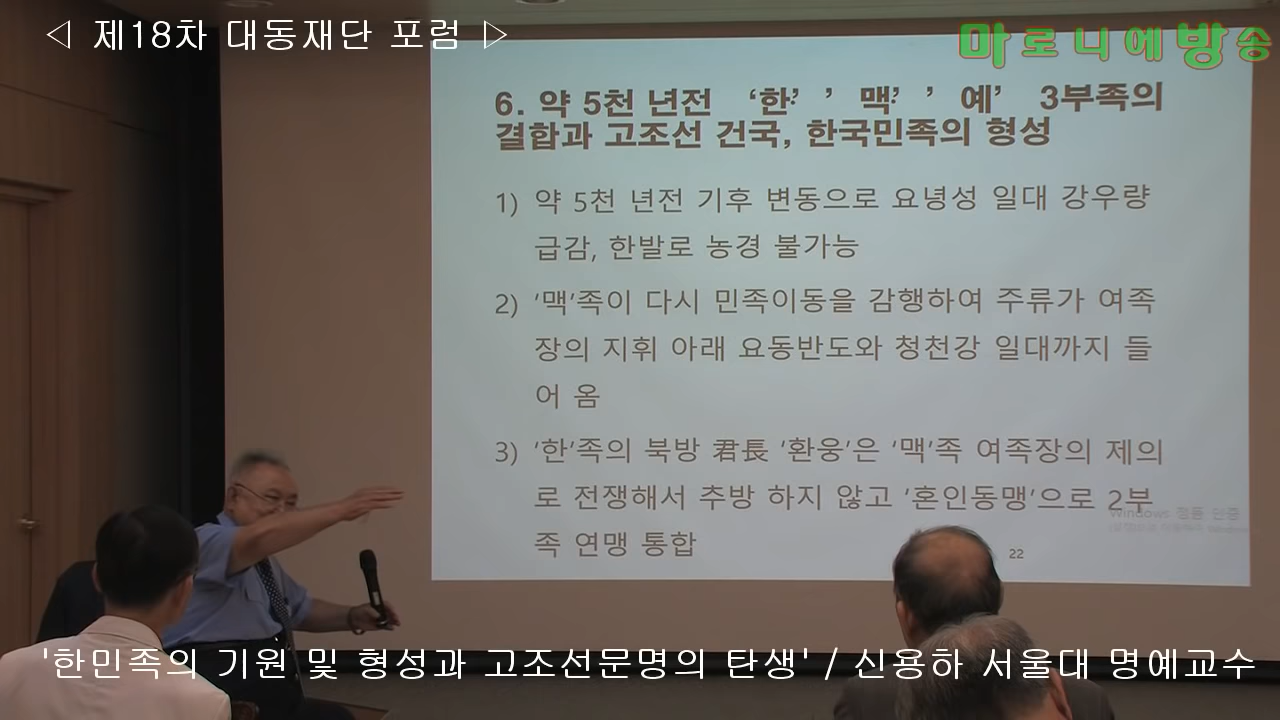 ◁ 제18차 대동재단 포럼 ▷
마로니에방송
6. 약 5천 년전 ‘한’, ’맥’, ’예’ 3부족의
결합과 고조선 건국, 한국민족의 형성
1) 약 5천 년전 기후 변동으로 요녕성 일대 강우량
급감, 한발로 농경 불가능
2) ‘맥’족이 다시 민족이동을 감행하여 주류가 여족
장의 지휘 아래 요동반도와 청천강 일대까지 들
어 옴
3) ‘한’족의 북방 君長 ‘환웅’은 ‘맥’족 여족장의 제의
로 전쟁해서 추방 하지 않고 ‘혼인동맹’으로 2부
족 연맹 통합
Windows 정품 인증
22
'한민족의 기원 및 형성과 고조선문명의 탄생' / 신용하 서울대 명예교수